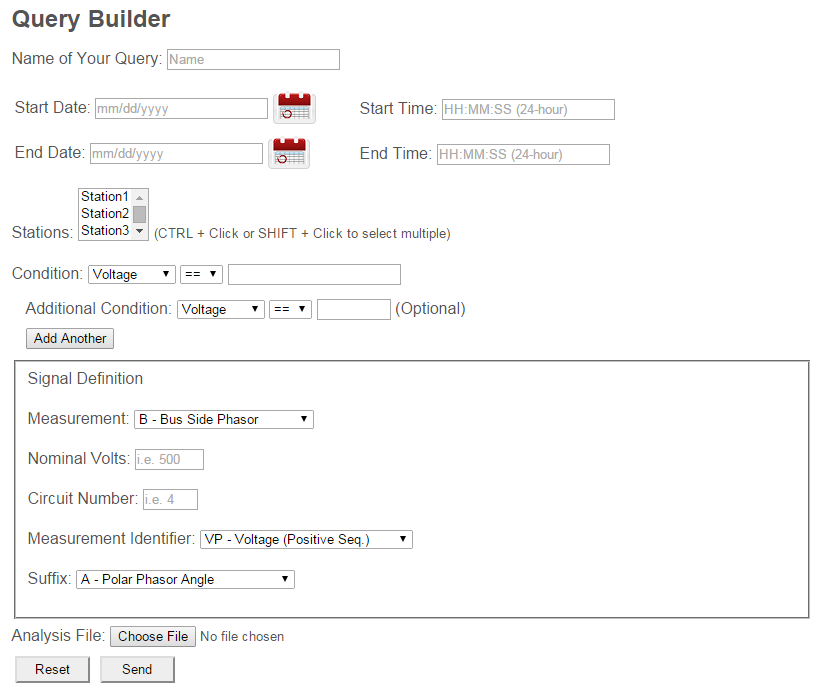 Query Builder
Name of Your Query: Name
Start Date: mm/dd/yyyy Start Time: HH:MM:SS (24-hour)
End Date: mm/dd/yyyy End Time: HH:MM:SS (24-hour)
Station1
Station2
Stations: Station3 (CTRL + Click or SHIFT + Click to select multiple)
Condition: Voltage ==
Additional Condition: Voltage == (Optional)
Add Another
Signal Definition
Measurement: B - Bus Side Phasor
Nominal Volts: i.e. 500
Circuit Number: i.e. 4
Measurement Identifier: VP - Voltage (Positive Seq.)
Suffix: A - Polar Phasor Angle
Analysis File: Choose File No file chosen
Reset Send